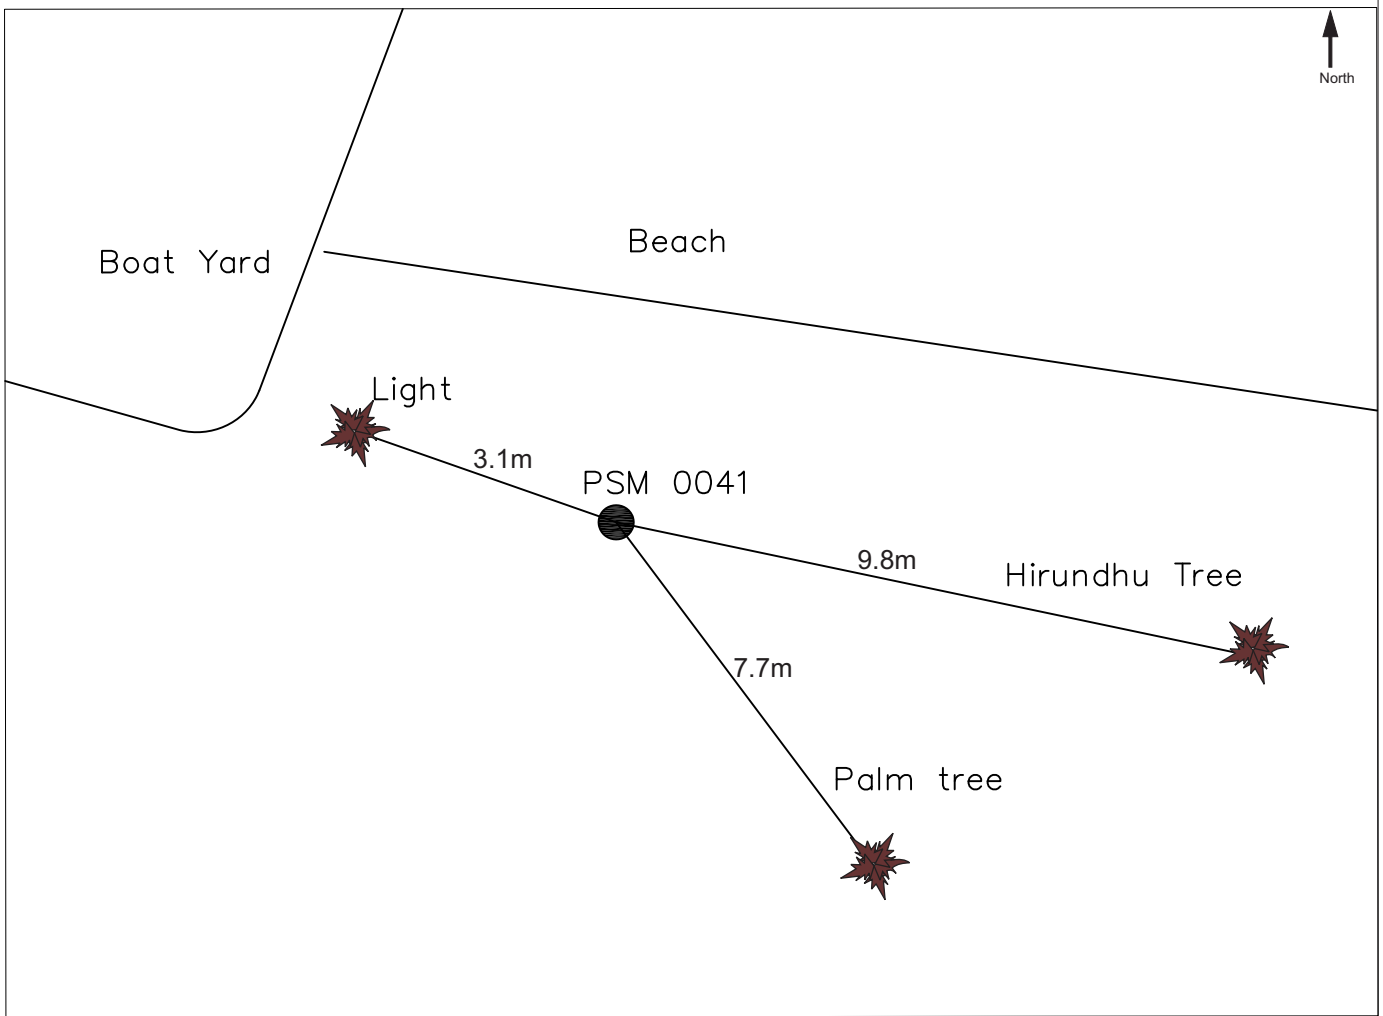 North
Beach
Boat Yard
Light
3.1m
PSM 0041
9.8m
Hirundhu Tree
7.7m
Palm tree